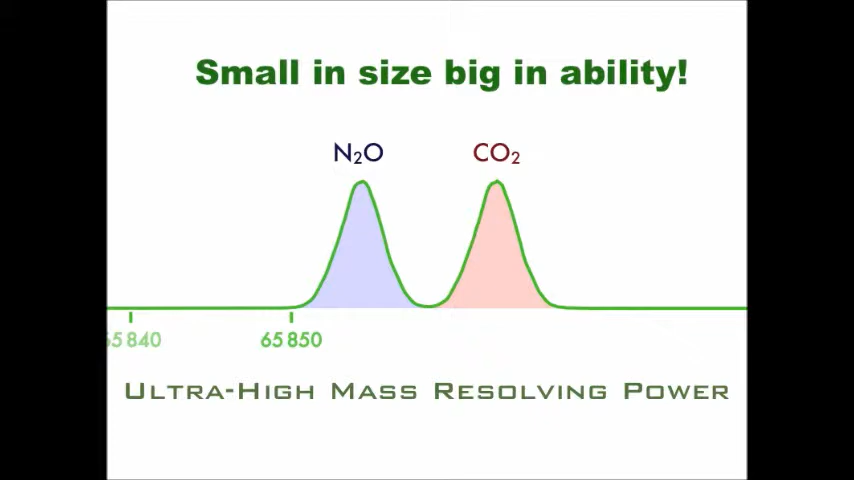 Small in size big in ability!
N₂O CO₂
65 850
ULTRA-HIGH MASS RESOLVING POWER